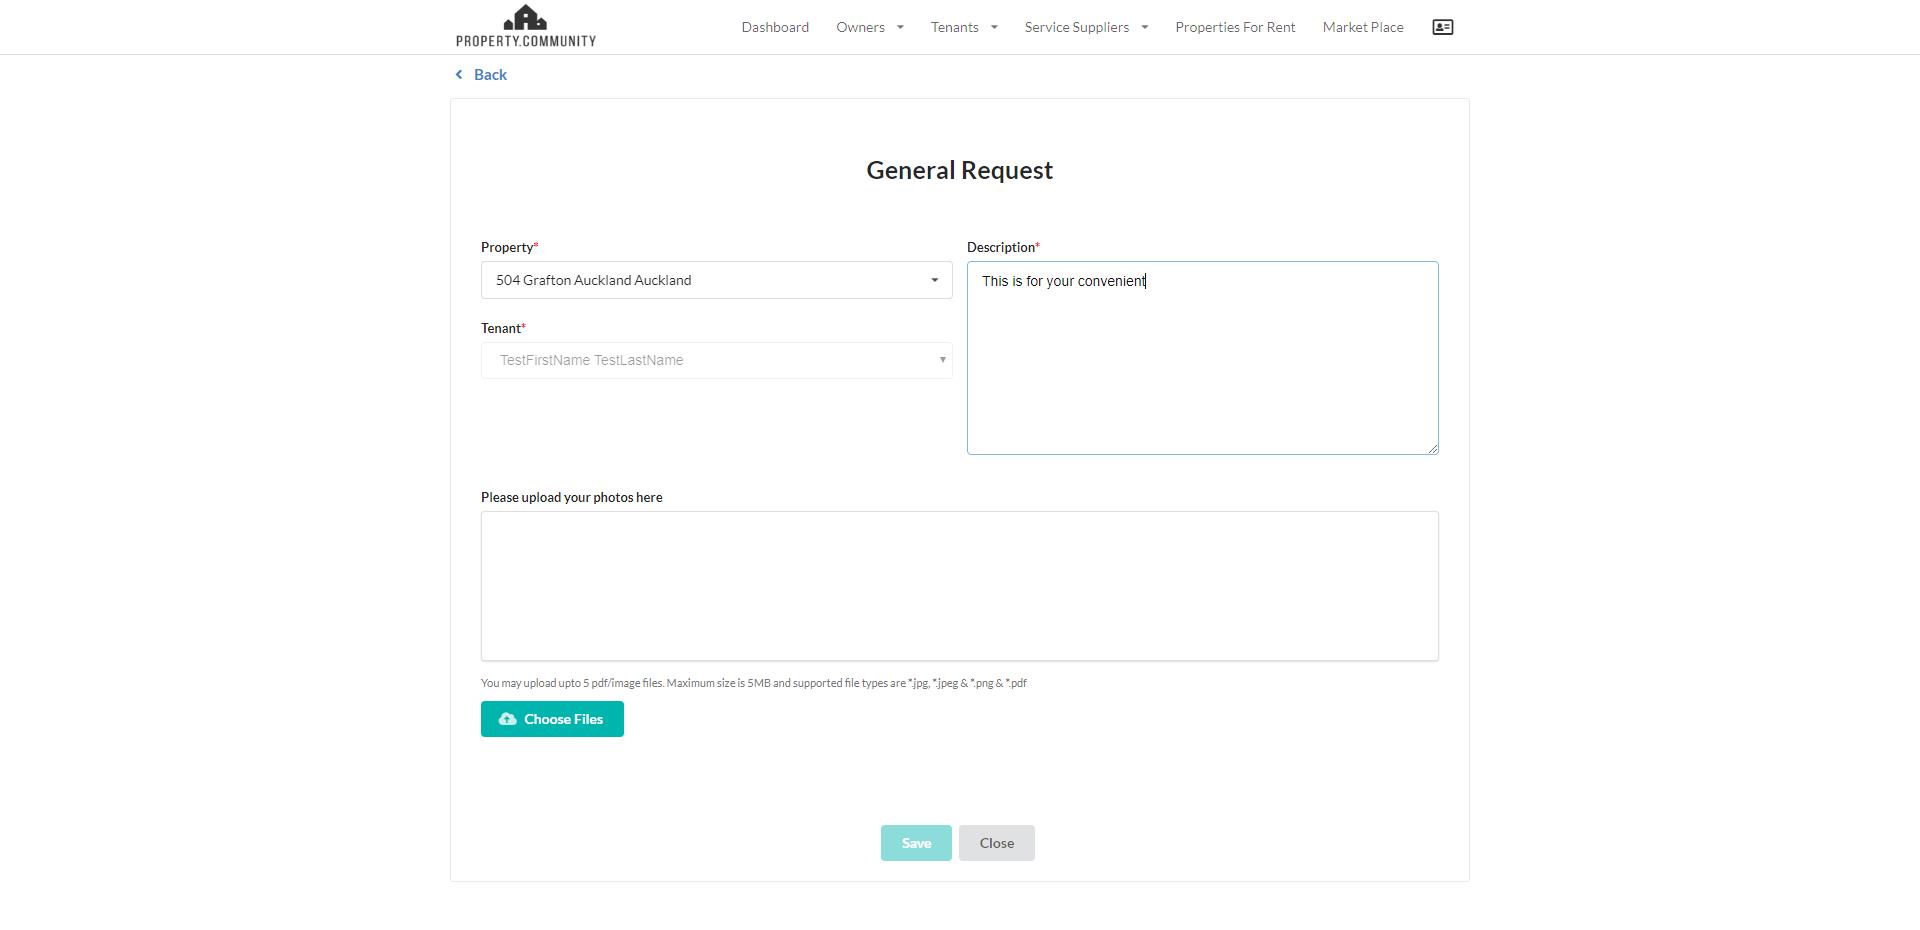 PROPERTY.COMMUNITY
Dashboard Owners Tenants Service Suppliers Properties For Rent Market Place
Back
General Request
Property*
504 Grafton Auckland Auckland
Tenant*
TestFirstName TestLastName
Description*
This is for your convenient
Please upload your photos here
You may upload upto 5 pdf/image files. Maximum size is 5MB and supported file types are *.jpg, *.jpeg & *.png & *.pdf
Choose Files
Save Close